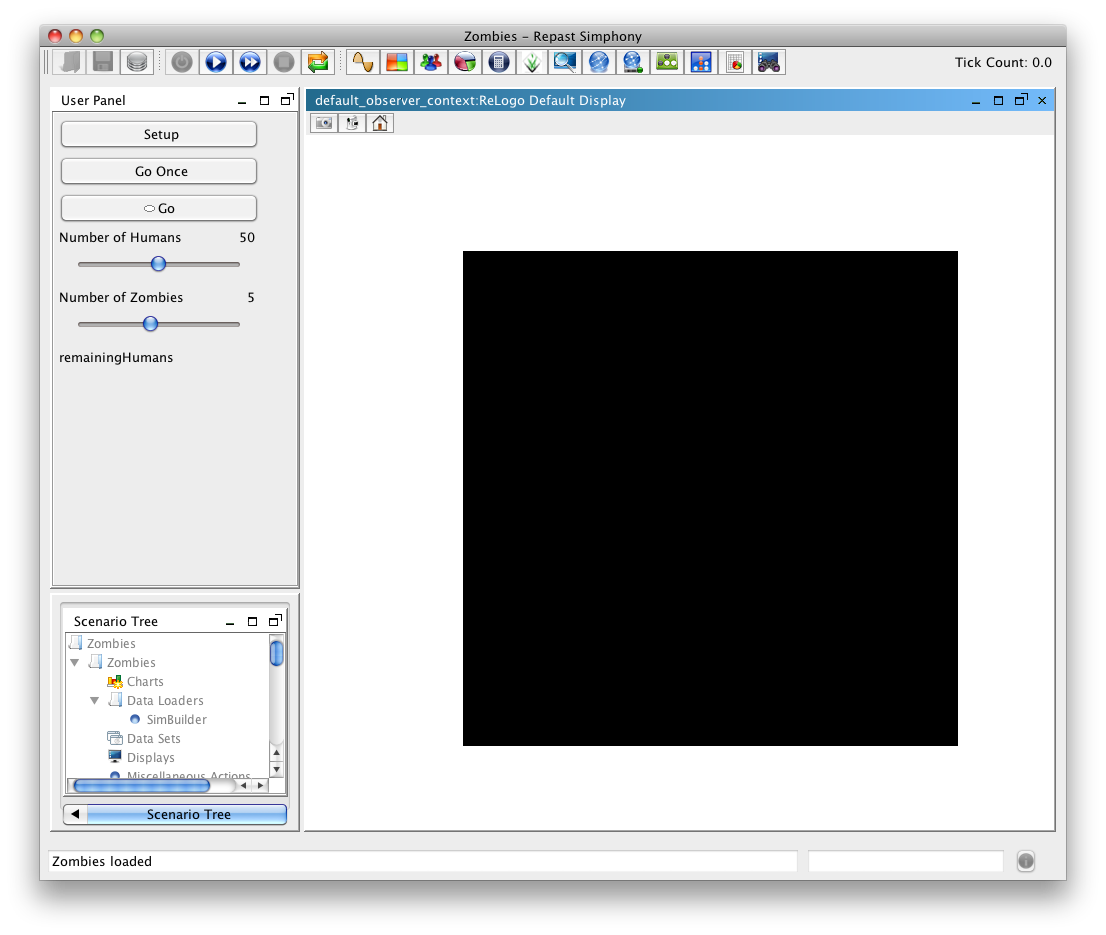 Zombies – Repast Simphony
Tick Count: 0.0
User Panel
Setup
Go Once
Go
Number of Humans 50
Number of Zombies 5
remainingHumans
default_observer_context:ReLogo Default Display
Scenario Tree
Zombies
Zombies
Charts
Data Loaders
SimBuilder
Data Sets
Displays
Miscellaneous Actions
Scenario Tree
Zombies loaded